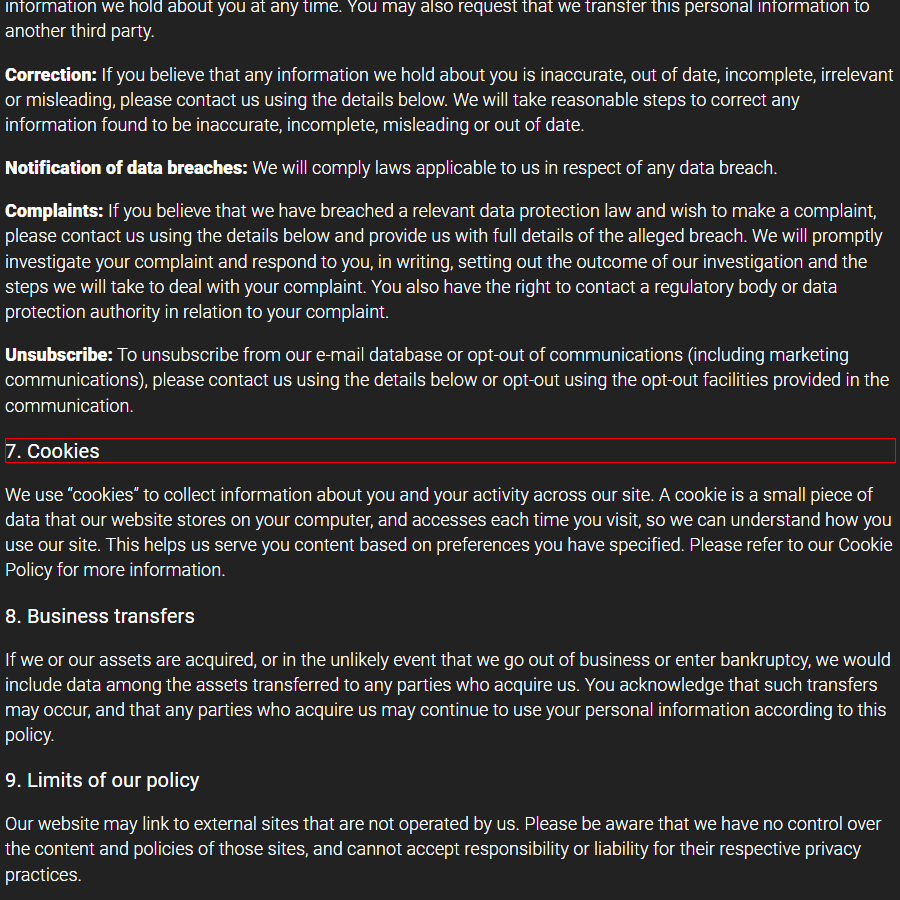 information we hold about you at any time. You may also request that we transfer this personal information to
another third party.
Correction: If you believe that any information we hold about you is inaccurate, out of date, incomplete, irrelevant
or misleading, please contact us using the details below. We will take reasonable steps to correct any
information found to be inaccurate, incomplete, misleading or out of date.
Notification of data breaches: We will comply laws applicable to us in respect of any data breach.
Complaints: If you believe that we have breached a relevant data protection law and wish to make a complaint,
please contact us using the details below and provide us with full details of the alleged breach. We will promptly
investigate your complaint and respond to you, in writing, setting out the outcome of our investigation and the
steps we will take to deal with your complaint. You also have the right to contact a regulatory body or data
protection authority in relation to your complaint.
Unsubscribe: To unsubscribe from our e-mail database or opt-out of communications (including marketing
communications), please contact us using the details below or opt-out using the opt-out facilities provided in the
communication.
7. Cookies
We use “cookies” to collect information about you and your activity across our site. A cookie is a small piece of
data that our website stores on your computer, and accesses each time you visit, so we can understand how you
use our site. This helps us serve you content based on preferences you have specified. Please refer to our Cookie
Policy for more information.
8. Business transfers
If we or our assets are acquired, or in the unlikely event that we go out of business or enter bankruptcy, we would
include data among the assets transferred to any parties who acquire us. You acknowledge that such transfers
may occur, and that any parties who acquire us may continue to use your personal information according to this
policy.
9. Limits of our policy
Our website may link to external sites that are not operated by us. Please be aware that we have no control over
the content and policies of those sites, and cannot accept responsibility or liability for their respective privacy
practices.